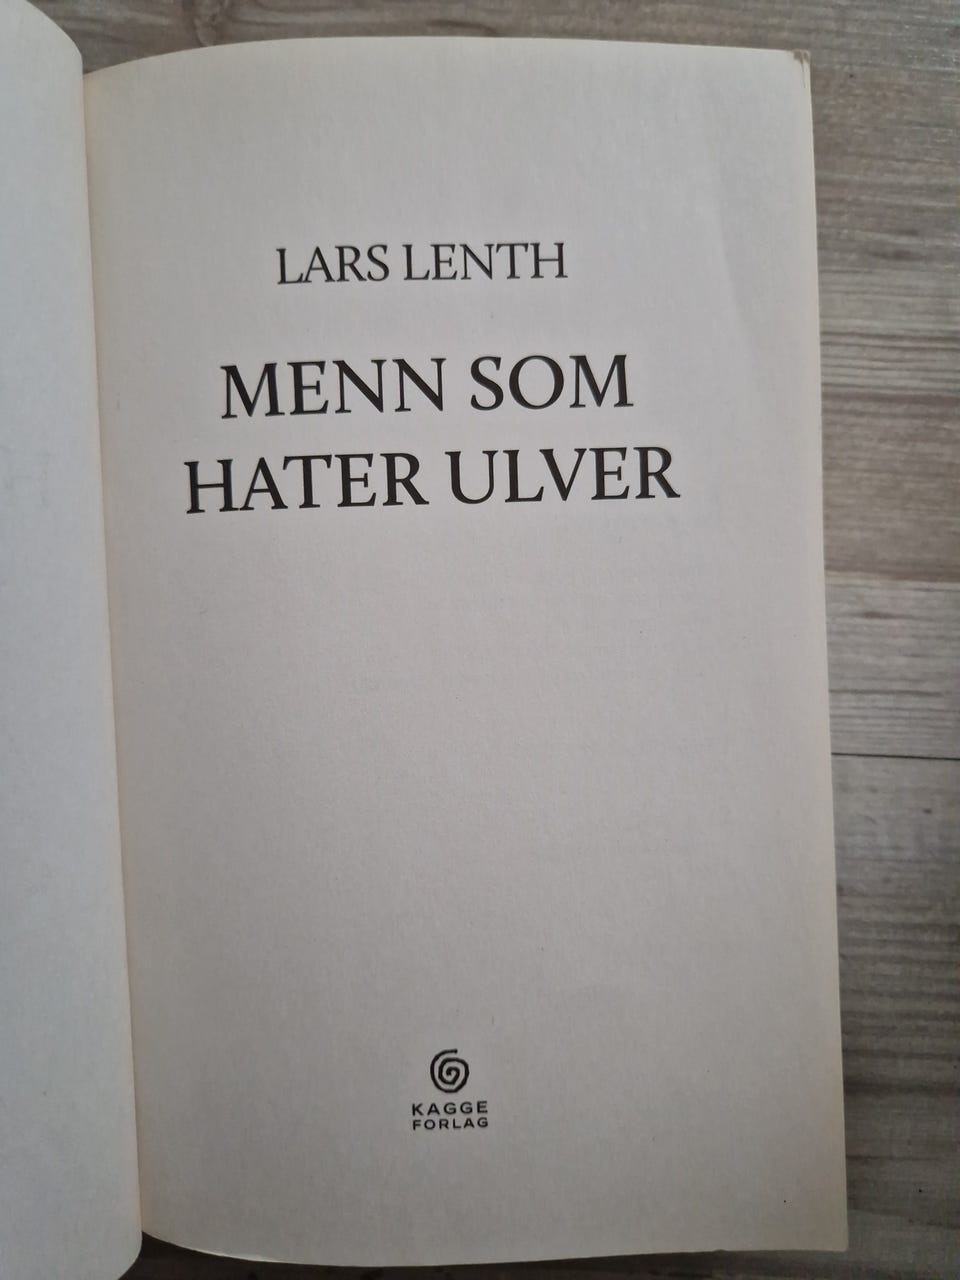 LARS LENTH
MENN SOM
HATER ULVER
KAGGE
FORLAG